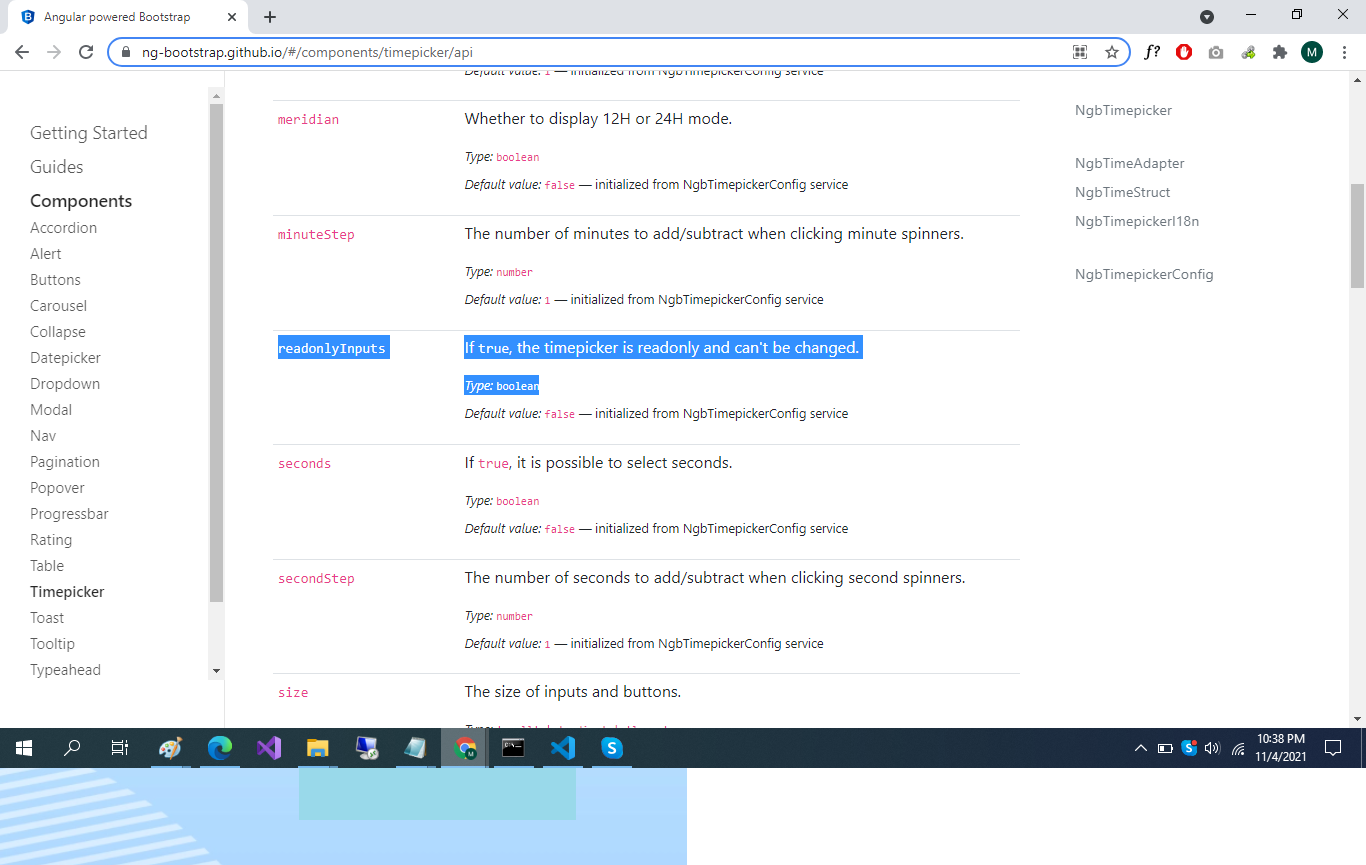 Angular powered Bootstrap
ng-bootstrap.github.io/#/components/timepicker/api
f?
M
Default value: 1 — initialized from NgbTimepickerConfig service
Getting Started
Guides
Components
Accordion
Alert
Buttons
Carousel
Collapse
Datepicker
Dropdown
Modal
Nav
Pagination
Popover
Progressbar
Rating
Table
Timepicker
Toast
Tooltip
Typeahead
meridian
Whether to display 12H or 24H mode.
Type: boolean
Default value: false — initialized from NgbTimepickerConfig service
minuteStep
The number of minutes to add/subtract when clicking minute spinners.
Type: number
Default value: 1 — initialized from NgbTimepickerConfig service
readonlyInputs
If true, the timepicker is readonly and can't be changed.
Type: boolean
Default value: false — initialized from NgbTimepickerConfig service
seconds
If true, it is possible to select seconds.
Type: boolean
Default value: false — initialized from NgbTimepickerConfig service
secondStep
The number of seconds to add/subtract when clicking second spinners.
Type: number
Default value: 1 — initialized from NgbTimepickerConfig service
size
The size of inputs and buttons.
NgbTimepicker
NgbTimeAdapter
NgbTimeStruct
NgbTimepickerI18n
NgbTimepickerConfig
10:38 PM
11/4/2021